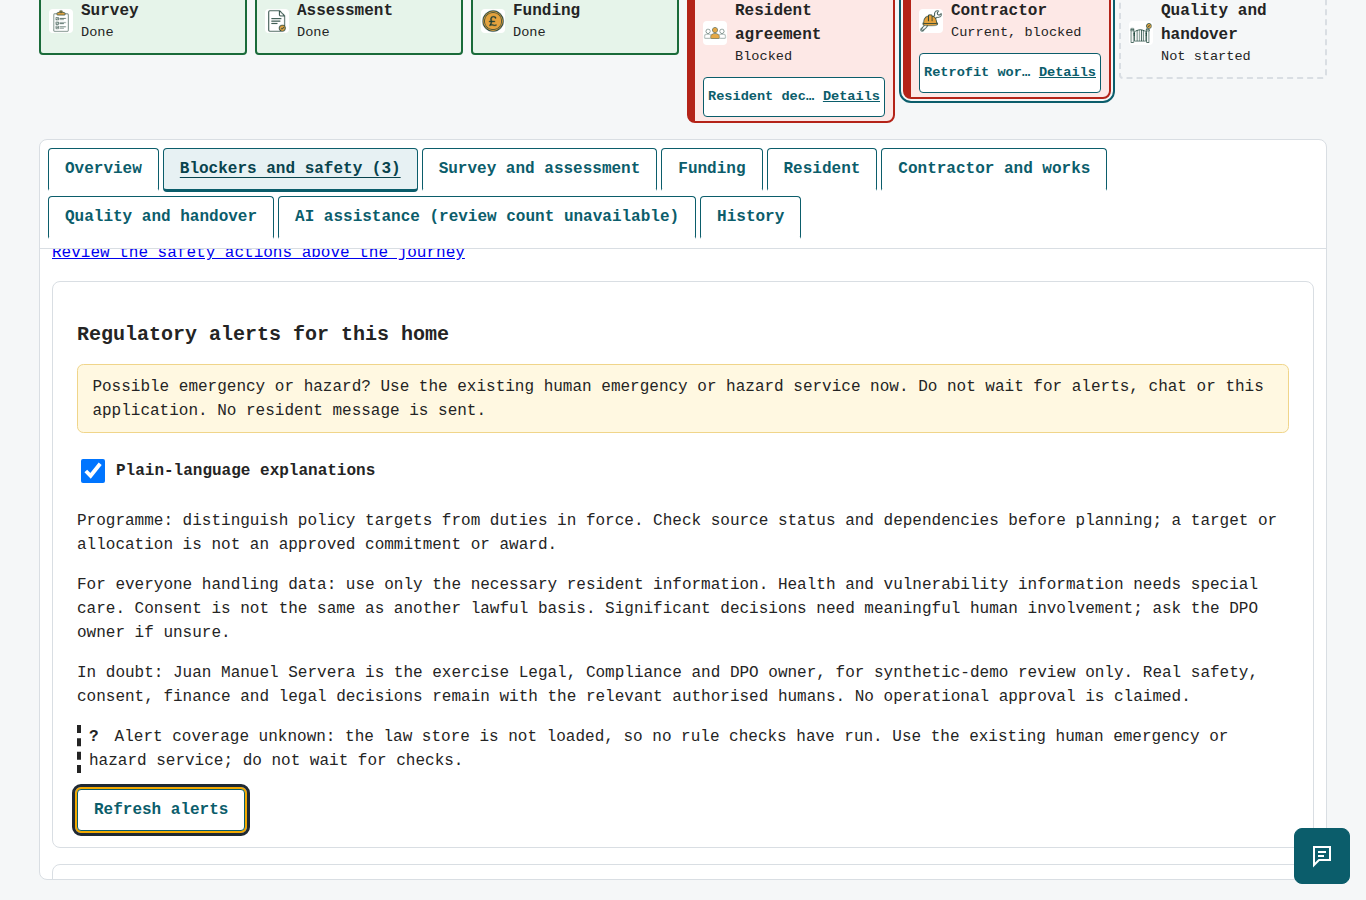 Survey
Done
Assessment
Done
Funding
Done
Resident
agreement
Blocked
Resident dec… Details
Contractor
Current, blocked
Retrofit wor… Details
Quality and
handover
Not started
Overview
Blockers and safety (3)
Survey and assessment
Funding
Resident
Contractor and works
Quality and handover
AI assistance (review count unavailable)
History
Review the safety actions above the journey
Regulatory alerts for this home
Possible emergency or hazard? Use the existing human emergency or hazard service now. Do not wait for alerts, chat or this
application. No resident message is sent.
Plain-language explanations
Programme: distinguish policy targets from duties in force. Check source status and dependencies before planning; a target or
allocation is not an approved commitment or award.
For everyone handling data: use only the necessary resident information. Health and vulnerability information needs special
care. Consent is not the same as another lawful basis. Significant decisions need meaningful human involvement; ask the DPO
owner if unsure.
In doubt: Juan Manuel Servera is the exercise Legal, Compliance and DPO owner, for synthetic-demo review only. Real safety,
consent, finance and legal decisions remain with the relevant authorised humans. No operational approval is claimed.
? Alert coverage unknown: the law store is not loaded, so no rule checks have run. Use the existing human emergency or
hazard service; do not wait for checks.
Refresh alerts